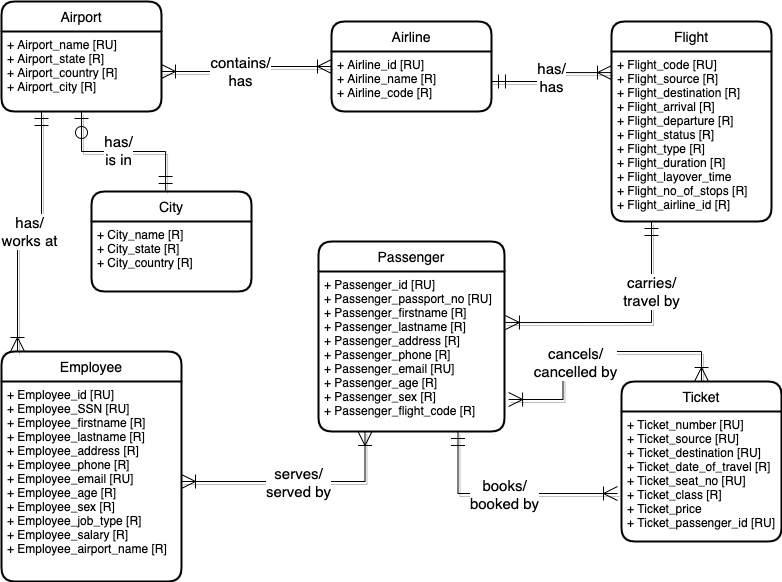 Airport
+ Airport_name [RU]
+ Airport_state [R]
+ Airport_country [R]
+ Airport_city [R]
contains/
has
Airline
+ Airline_id [RU]
+ Airline_name [R]
+ Airline_code [R]
has/
has
Flight
+ Flight_code [RU]
+ Flight_source [R]
+ Flight_destination [R]
+ Flight_arrival [R]
+ Flight_departure [R]
+ Flight_status [R]
+ Flight_type [R]
+ Flight_duration [R]
+ Flight_layover_time
+ Flight_no_of_stops [R]
+ Flight_airline_id [R]
has/
is in
City
+ City_name [R]
+ City_state [R]
+ City_country [R]
has/
works at
Passenger
+ Passenger_id [RU]
+ Passenger_passport_no [RU]
+ Passenger_firstname [R]
+ Passenger_lastname [R]
+ Passenger_address [R]
+ Passenger_phone [R]
+ Passenger_email [RU]
+ Passenger_age [R]
+ Passenger_sex [R]
+ Passenger_flight_code [R]
carries/
travel by
cancels/
cancelled by
Employee
+ Employee_id [RU]
+ Employee_SSN [RU]
+ Employee_firstname [R]
+ Employee_lastname [R]
+ Employee_address [R]
+ Employee_phone [R]
+ Employee_email [RU]
+ Employee_age [R]
+ Employee_sex [R]
+ Employee_job_type [R]
+ Employee_salary [R]
+ Employee_airport_name [R]
serves/
served by
books/
booked by
Ticket
+ Ticket_number [RU]
+ Ticket_source [RU]
+ Ticket_destination [RU]
+ Ticket_date_of_travel [R]
+ Ticket_seat_no [RU]
+ Ticket_class [R]
+ Ticket_price
+ Ticket_passenger_id [RU]